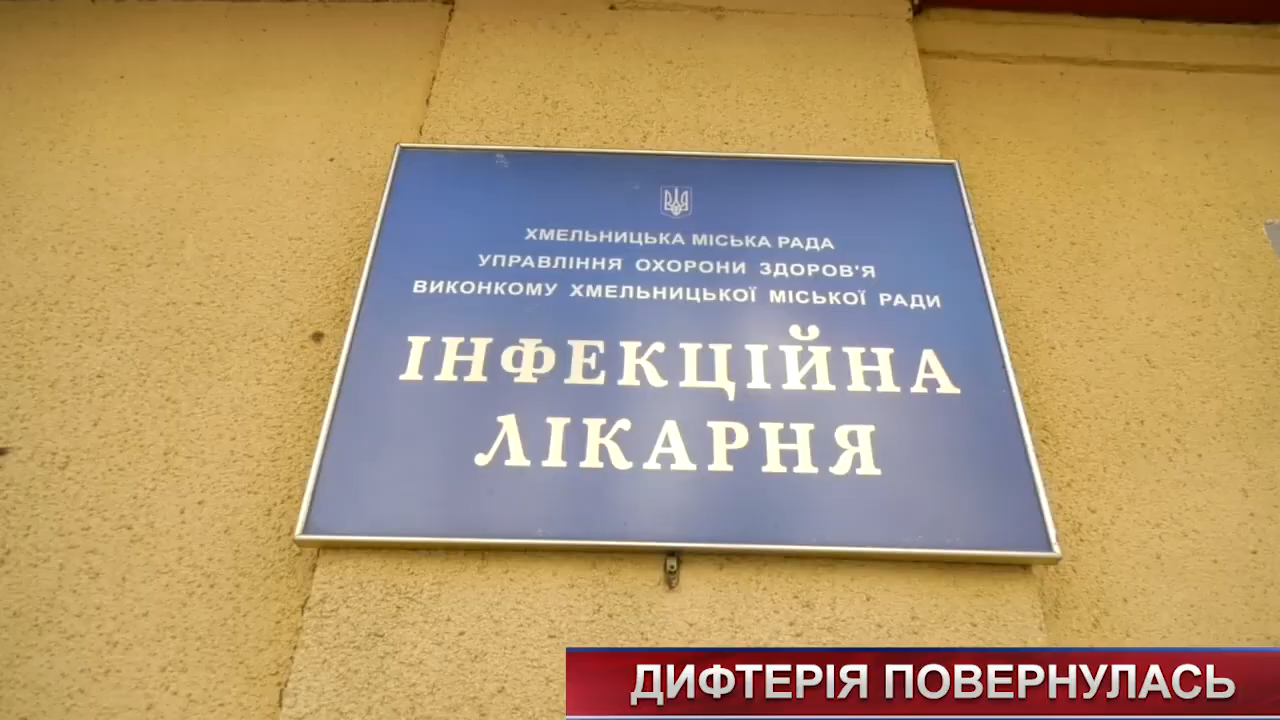 ХМЕЛЬНИЦЬКА МІСЬКА РАДА
УПРАВЛІННЯ ОХОРОНИ ЗДОРОВ'Я
ВИКОНКОМУ ХМЕЛЬНИЦЬКОЇ МІСЬКОЇ РАДИ
ІНФЕКЦІЙНА
ЛІКАРНЯ
ДИФТЕРІЯ ПОВЕРНУЛАСЬ